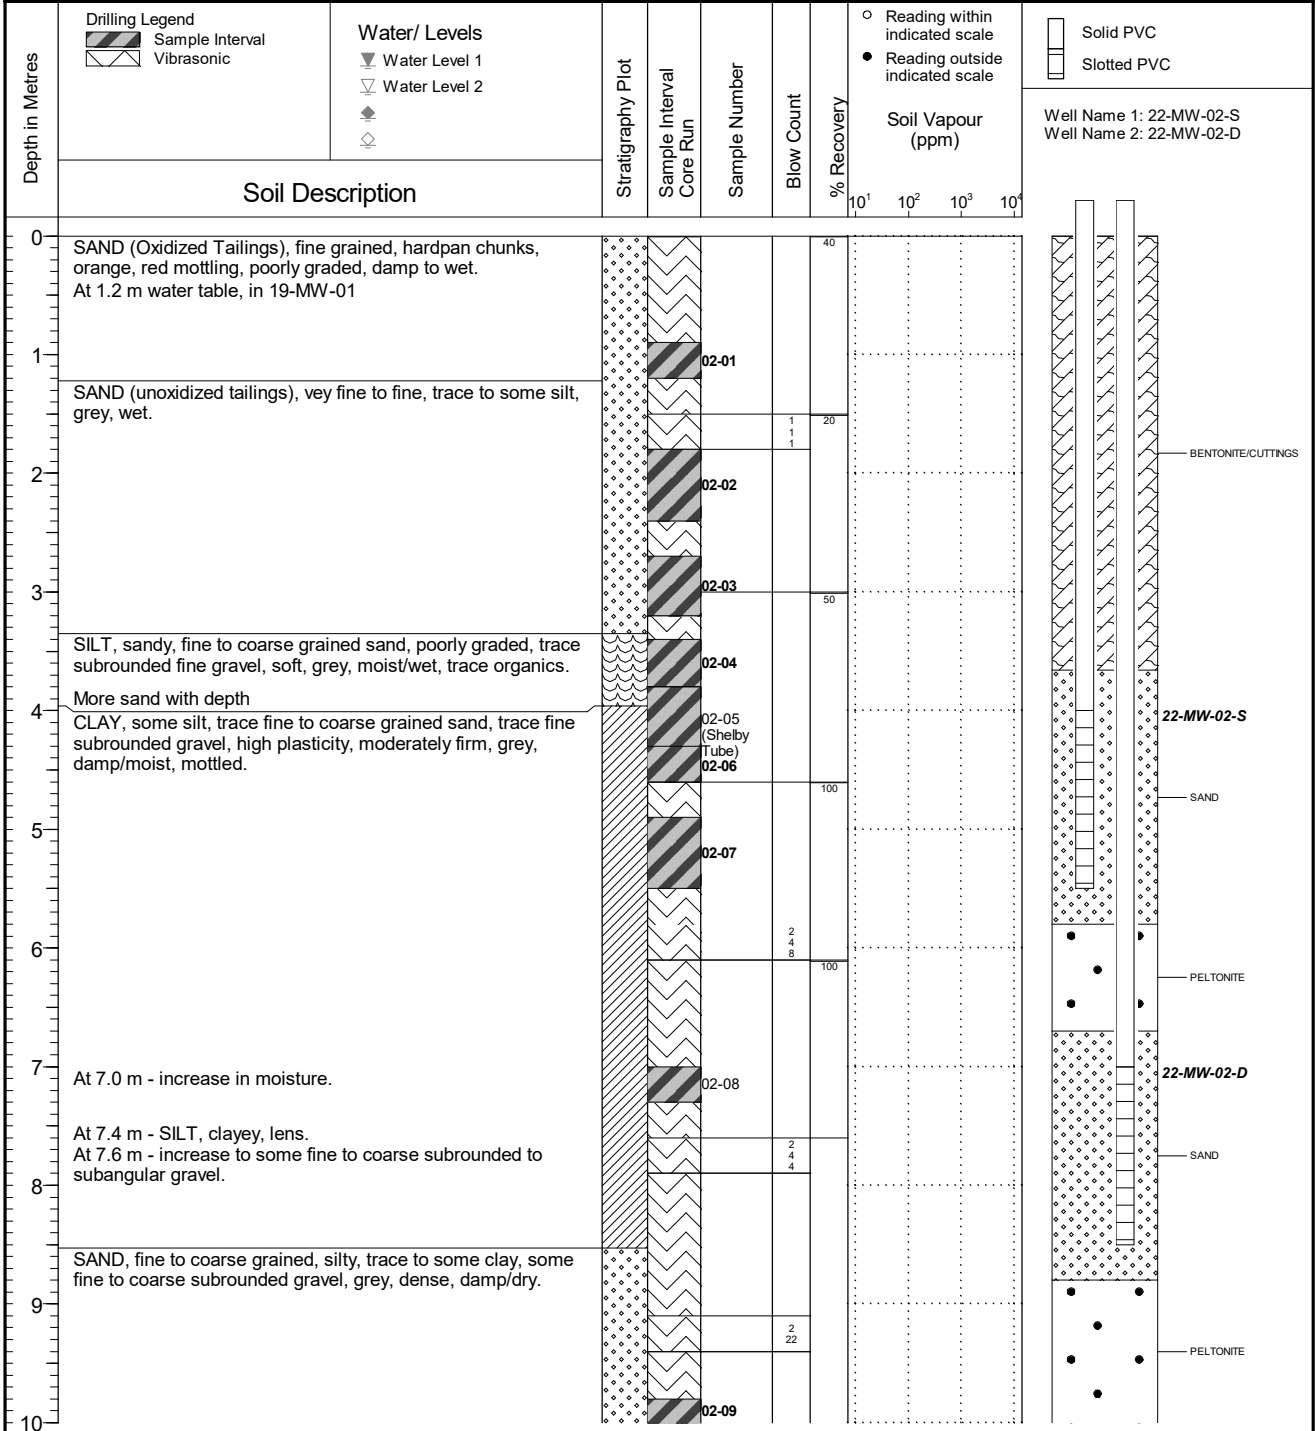 Depth in Metres
Drilling Legend
Sample Interval
Vibrasonic
Water/ Levels
Water Level 1
Water Level 2
Soil Description
Stratigraphy Plot
Sample Interval
Core Run
Sample Number
Blow Count
% Recovery
Reading within
indicated scale
Reading outside
indicated scale
Soil Vapour
(ppm)
10¹ 10² 10³ 10⁴
Solid PVC
Slotted PVC
Well Name 1: 22-MW-02-S
Well Name 2: 22-MW-02-D
0
SAND (Oxidized Tailings), fine grained, hardpan chunks,
orange, red mottling, poorly graded, damp to wet.
At 1.2 m water table, in 19-MW-01
40
1
02-01
SAND (unoxidized tailings), vey fine to fine, trace to some silt,
grey, wet.
1
1
1
20
BENTONITE/CUTTINGS
2
02-02
02-03
3
50
SILT, sandy, fine to coarse grained sand, poorly graded, trace
subrounded fine gravel, soft, grey, moist/wet, trace organics.
More sand with depth
02-04
4
CLAY, some silt, trace fine to coarse grained sand, trace fine
subrounded gravel, high plasticity, moderately firm, grey,
damp/moist, mottled.
02-05
(Shelby
Tube)
02-06
22-MW-02-S
100
SAND
5
02-07
2
4
8
6
100
PELTONITE
7
At 7.0 m - increase in moisture.
02-08
22-MW-02-D
At 7.4 m - SILT, clayey, lens.
At 7.6 m - increase to some fine to coarse subrounded to
subangular gravel.
2
4
4
SAND
8
SAND, fine to coarse grained, silty, trace to some clay, some
fine to coarse subrounded gravel, grey, dense, damp/dry.
9
2
22
PELTONITE
02-09
10